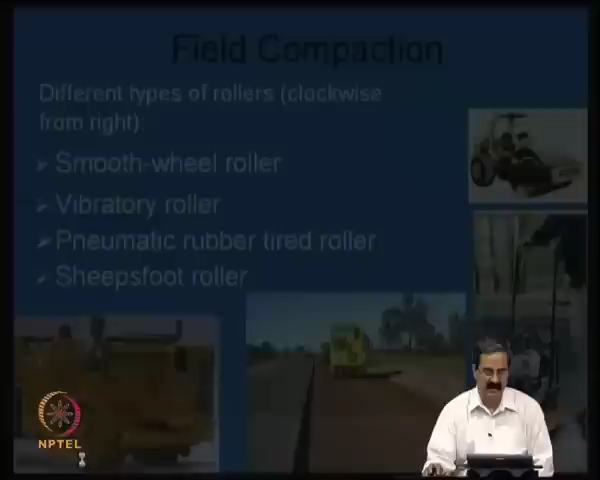 Field Compaction
Different types of rollers (clockwise
from right):
Smooth-wheel roller
Vibratory roller
Pneumatic rubber tired roller
Sheepsfoot roller
NPTEL